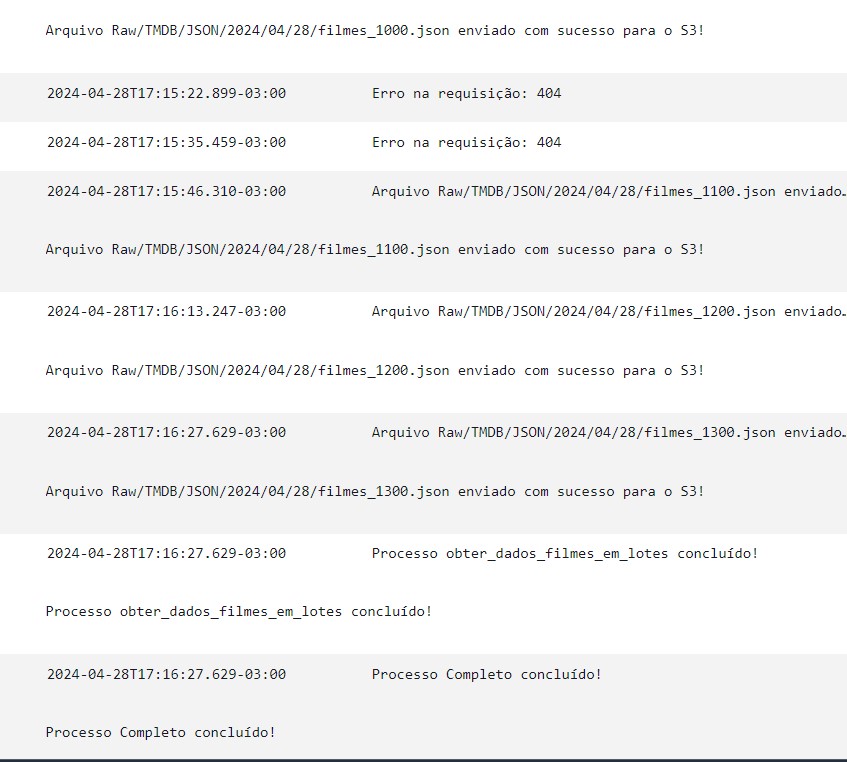 Arquivo Raw/TMDB/JSON/2024/04/28/filmes_1000.json enviado com sucesso para o S3!
2024-04-28T17:15:22.899-03:00 Erro na requisição: 404
2024-04-28T17:15:35.459-03:00 Erro na requisição: 404
2024-04-28T17:15:46.310-03:00 Arquivo Raw/TMDB/JSON/2024/04/28/filmes_1100.json enviado…
Arquivo Raw/TMDB/JSON/2024/04/28/filmes_1100.json enviado com sucesso para o S3!
2024-04-28T17:16:13.247-03:00 Arquivo Raw/TMDB/JSON/2024/04/28/filmes_1200.json enviado…
Arquivo Raw/TMDB/JSON/2024/04/28/filmes_1200.json enviado com sucesso para o S3!
2024-04-28T17:16:27.629-03:00 Arquivo Raw/TMDB/JSON/2024/04/28/filmes_1300.json enviado…
Arquivo Raw/TMDB/JSON/2024/04/28/filmes_1300.json enviado com sucesso para o S3!
2024-04-28T17:16:27.629-03:00 Processo obter_dados_filmes_em_lotes concluído!
Processo obter_dados_filmes_em_lotes concluído!
2024-04-28T17:16:27.629-03:00 Processo Completo concluído!
Processo Completo concluído!